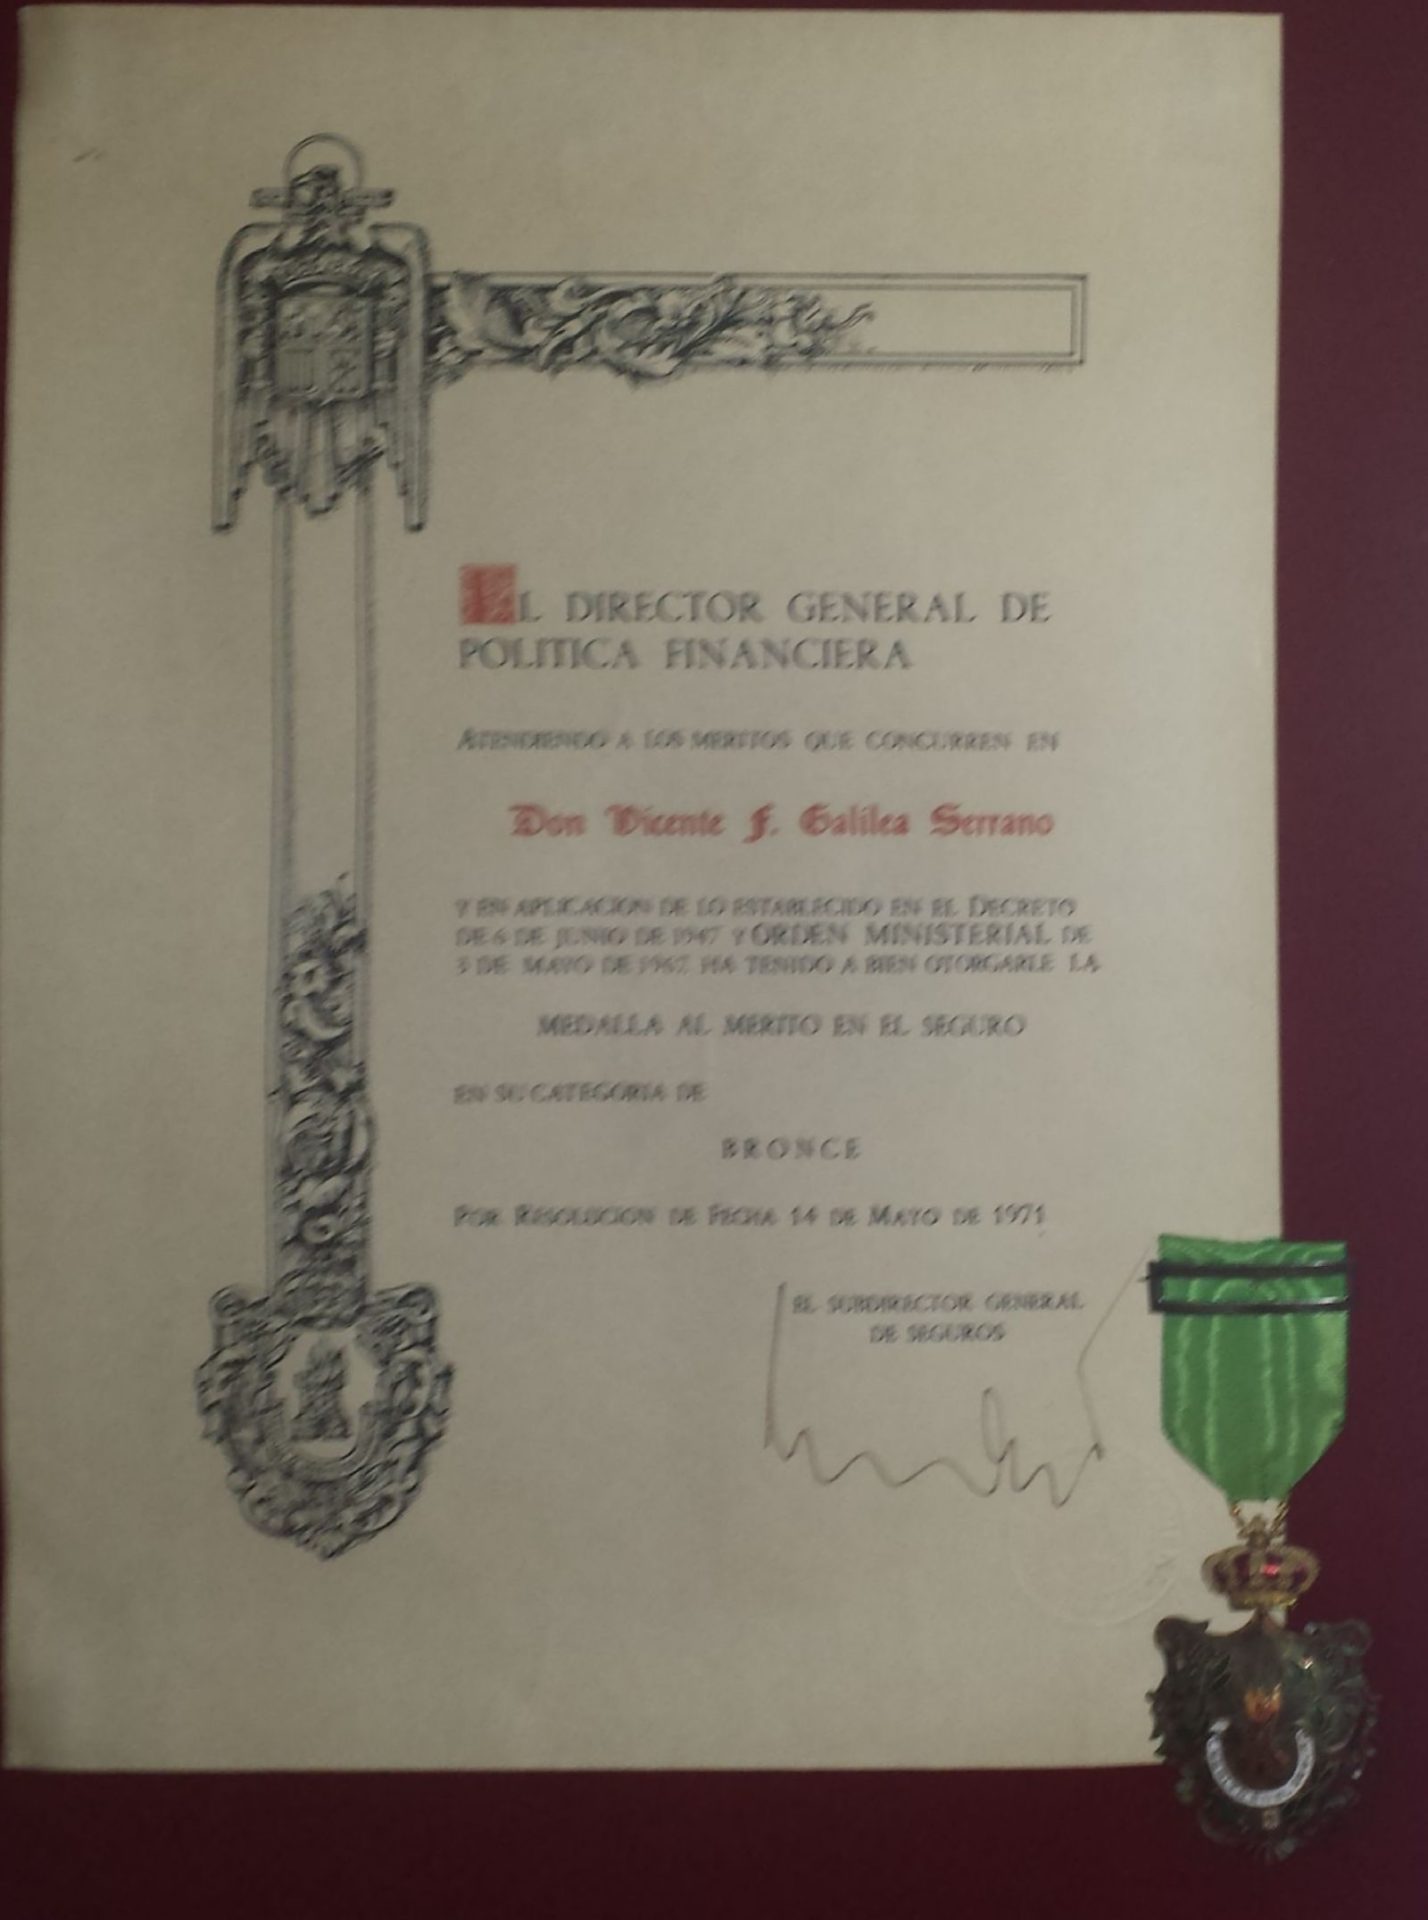 EL DIRECTOR GENERAL DE
POLITICA FINANCIERA
ATENDIENDO A LOS MERITOS QUE CONCURREN EN
Don Vicente F. Galilea Serrano
Y EN APLICACION DE LO ESTABLECIDO EN EL DECRETO
DE 6 DE JUNIO DE 1947 Y ORDEN MINISTERIAL DE
3 DE MAYO DE HA TENIDO A BIEN OTORGARLE LA
MEDALLA AL MERITO EN EL SEGURO
EN SU CATEGORIA DE
BRONCE
POR RESOLUCION DE FECHA 14 DE MAYO DE 1971
EL SUBDIRECTOR GENERAL
DE SEGUROS